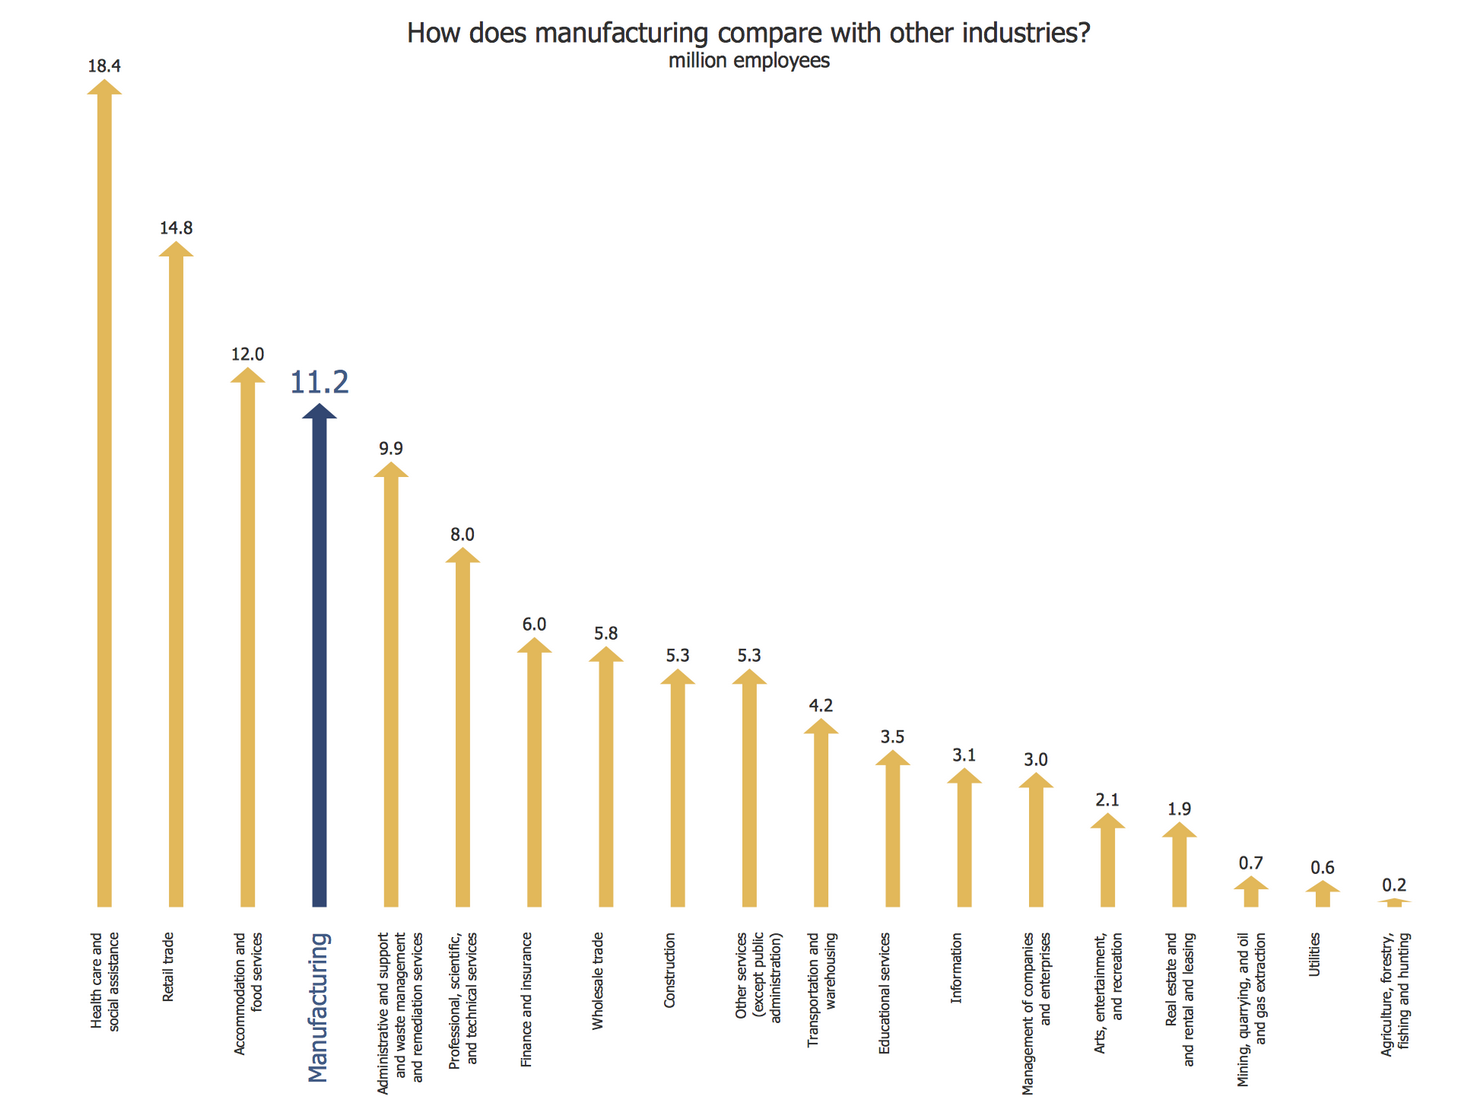 How does manufacturing compare with other industries?
million employees
18.4
14.8
12.0
11.2
9.9
8.0
6.0
5.8
5.3
5.3
4.2
3.5
3.1
3.0
2.1
1.9
0.7
0.6
0.2
Health care and
social assistance
Retail trade
Accommodation and
food services
Manufacturing
Administrative and support
and waste management
and remediation services
Professional, scientific,
and technical services
Finance and insurance
Wholesale trade
Construction
Other services
(except public
administration)
Transportation and
warehousing
Educational services
Information
Management of companies
and enterprises
Arts, entertainment,
and recreation
Real estate and
and rental and leasing
Mining, quarrying, and oil
and gas extraction
Utilities
Agriculture, forestry,
fishing and hunting